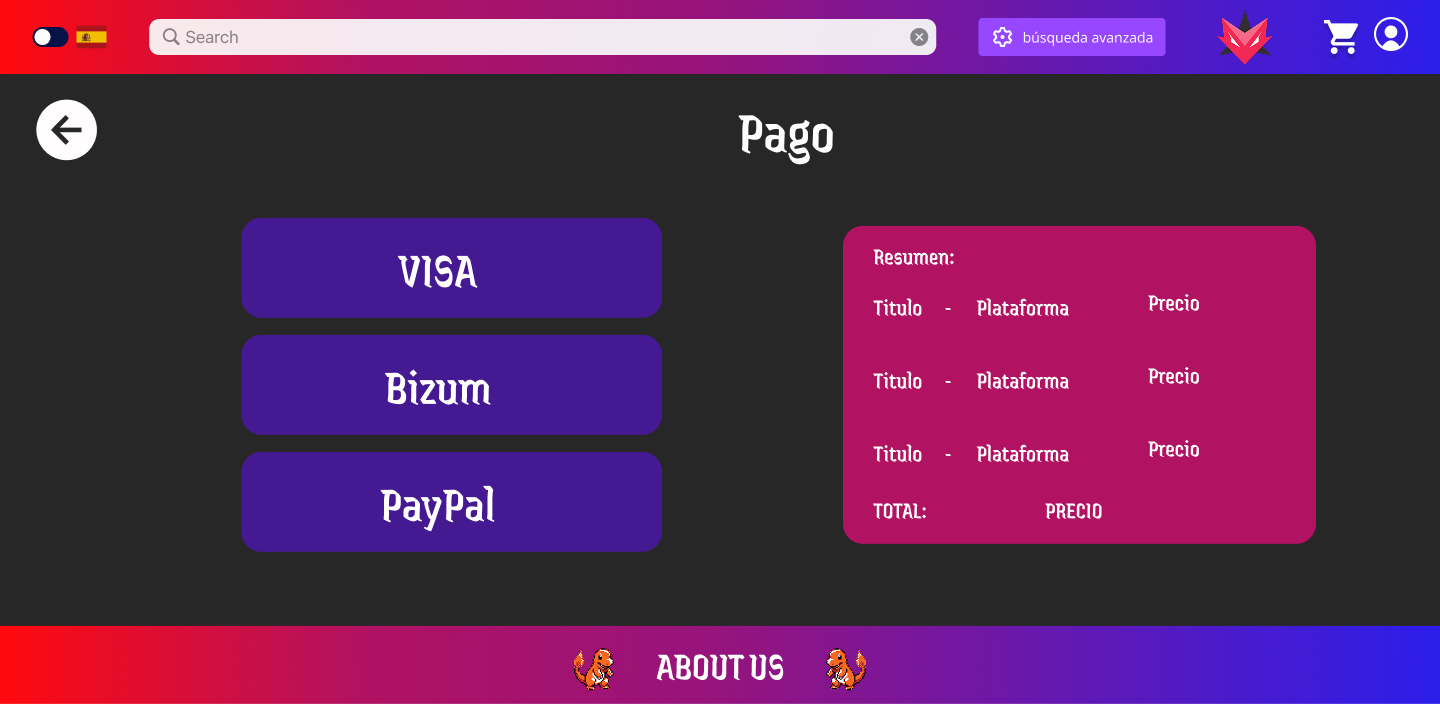 Search
búsqueda avanzada
Pago
VISA
Bizum
PayPal
Resumen:
Titulo - Plataforma Precio
Titulo - Plataforma Precio
Titulo - Plataforma Precio
TOTAL: PRECIO
ABOUT US